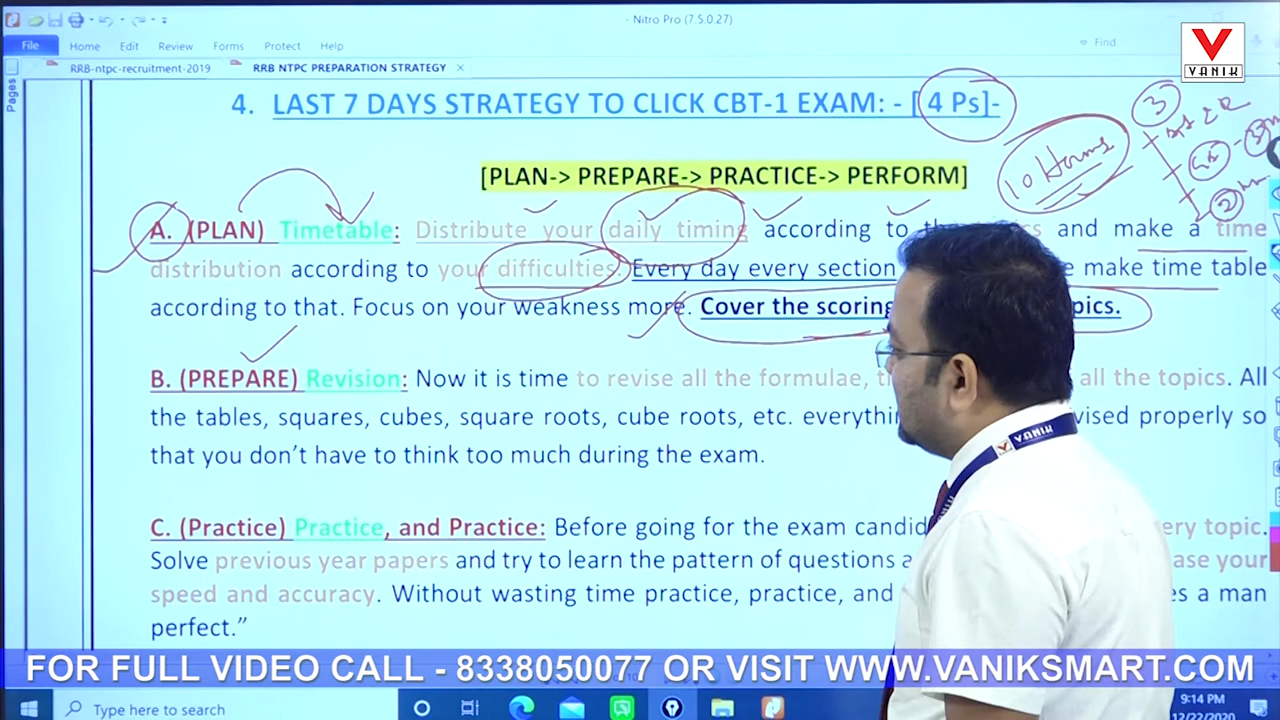 - Nitro Pro (7.5.0.27)
File Home Edit Review Forms Protect Help Find
VANIK
RRB-ntpc-recruitment-2019 RRB NTPC PREPARATION STRATEGY
Pages
4. LAST 7 DAYS STRATEGY TO CLICK CBT-1 EXAM: - [ 4 Ps]-
3
10 Hours
[PLAN-> PREPARE-> PRACTICE-> PERFORM]
2
A. (PLAN) Timetable: Distribute your daily timing according to and make a time
distribution according to your difficulties. Every day every section make time table
according to that. Focus on your weakness more. Cover the scoring
B. (PREPARE) Revision: Now it is time to revise all the formulae, all the topics. All
the tables, squares, cubes, square roots, cube roots, etc. properly so
that you don't have to think too much during the exam.
VANIK
C. (Practice) Practice, and Practice: Before going for the exam topic.
Solve previous year papers and try to learn the pattern of questions your
speed and accuracy. Without wasting time practice, practice, and a man
perfect.”
FOR FULL VIDEO CALL - 8338050077 OR VISIT WWW.VANIKSMART.COM
Type here to search
9:14 PM
12/22/2020